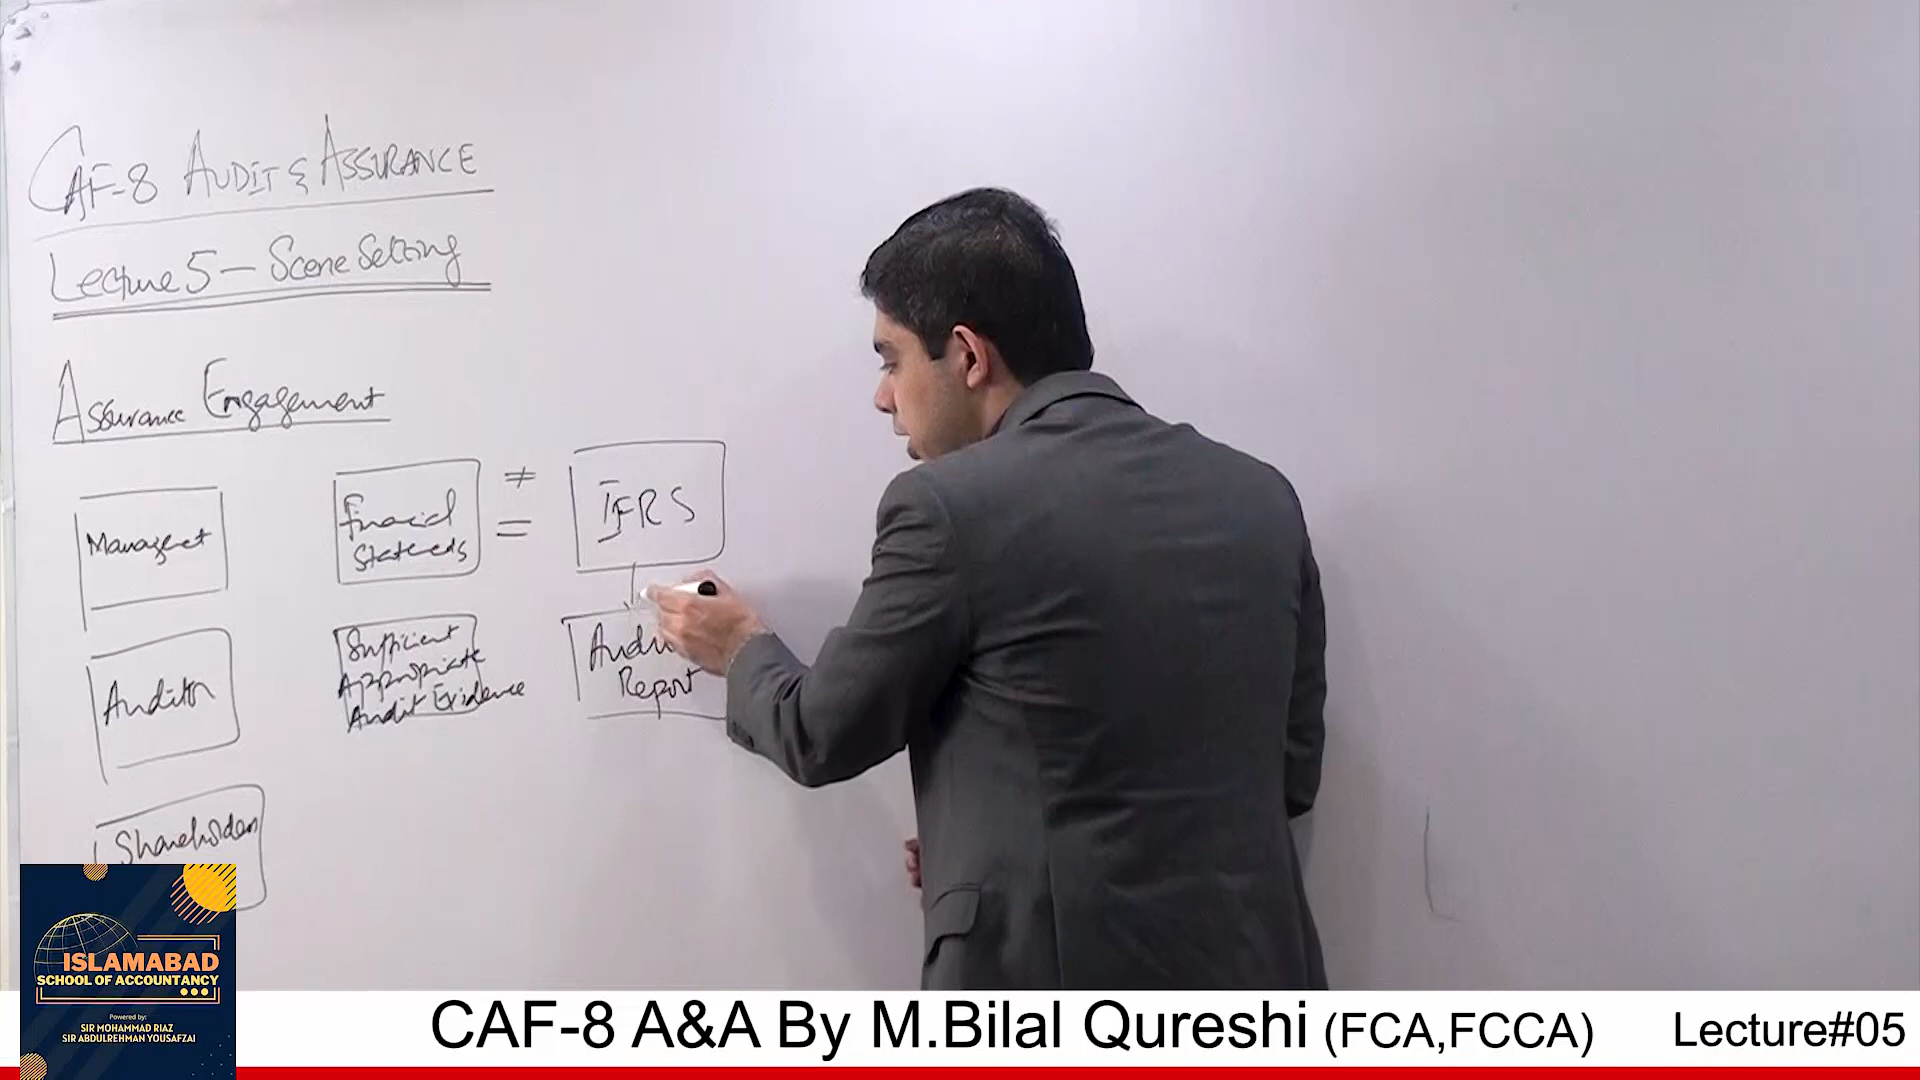 CAF-8 AUDIT & ASSURANCE
Lecture 5 - Scene Setting
Assurance Engagement
Management
Financial
Statements
≠
=
IFRS
Auditor
Sufficient
Appropriate
Audit Evidence
Report
Shareholders
ISLAMABAD
SCHOOL OF ACCOUNTANCY
Powered by:
SIR MOHAMMAD RIAZ
SIR ABDULREHMAN YOUSAFZAI
CAF-8 A&A By M.Bilal Qureshi (FCA,FCCA)
Lecture#05